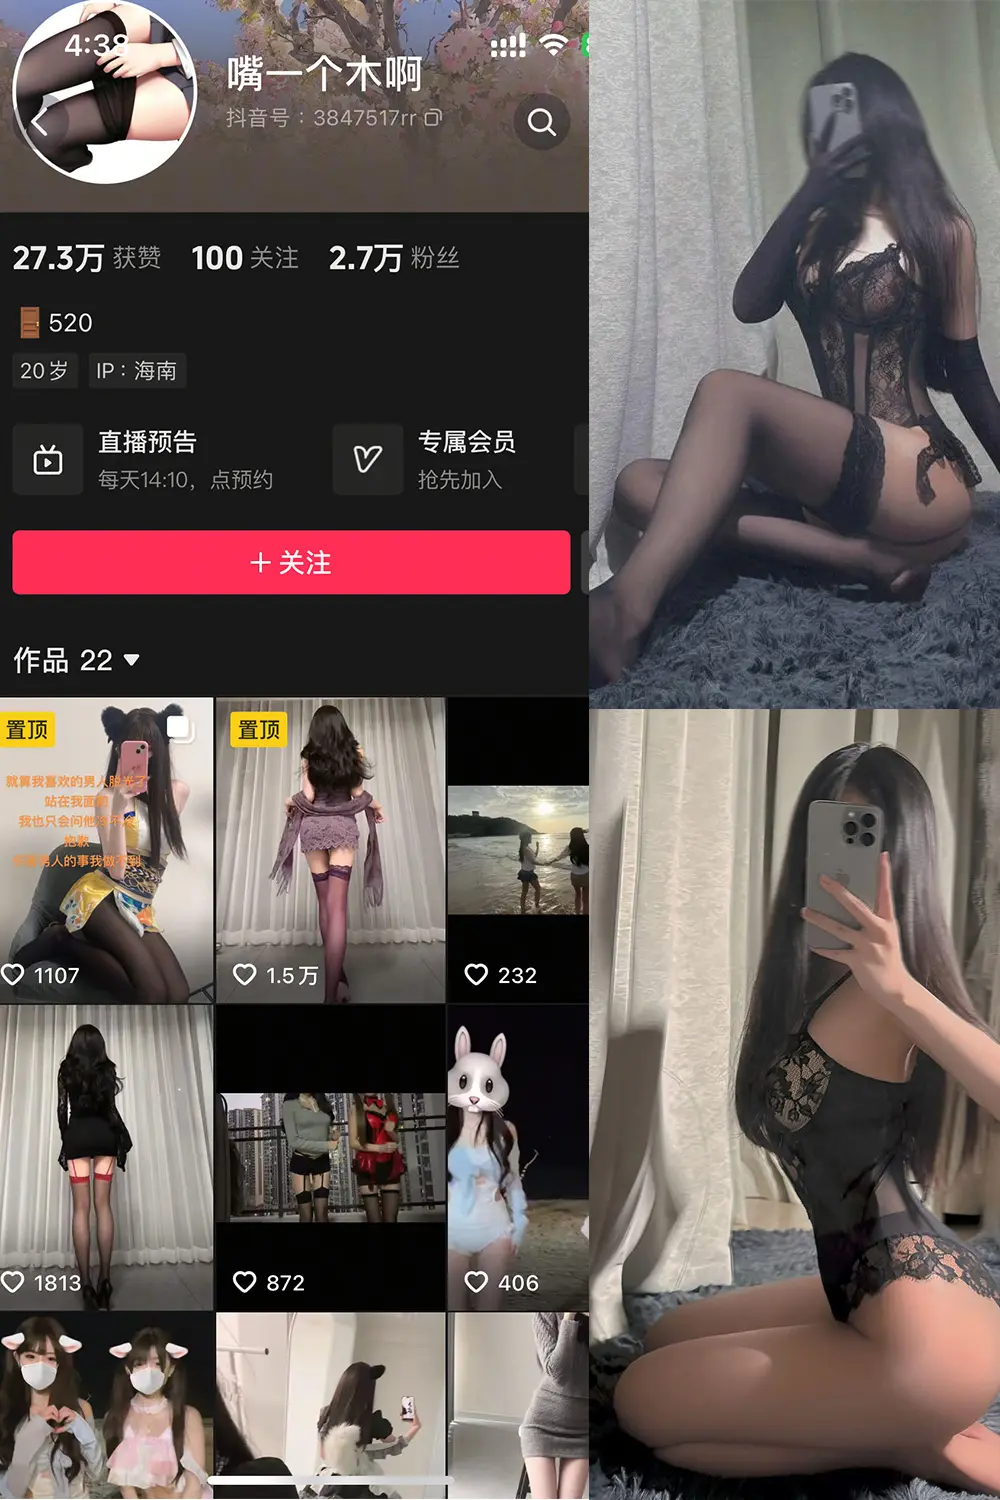 4:38
嘴一个木啊
抖音号：3847517rr
27.3万 获赞 100 关注 2.7万 粉丝
520
20岁 IP：海南
直播预告
每天14:10，点预约
专属会员
抢先加入
＋关注
作品 22
置顶
就算我喜欢的男人脱光了
站在我面前
我也只会问他
抱歉
男人的事我做不到
1107
置顶
1.5万
232
1813
872
406